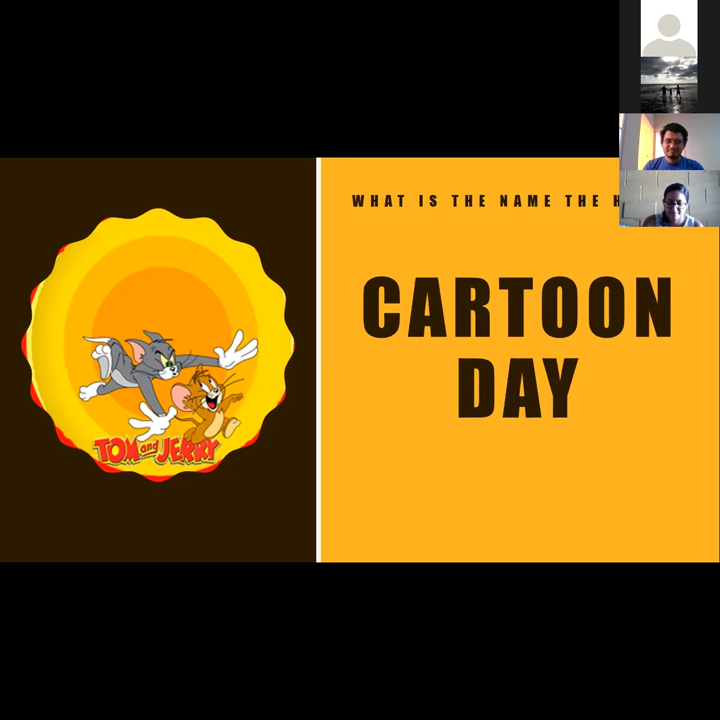 WHAT IS THE NAME THE
CARTOON
DAY
TOM and JERRY